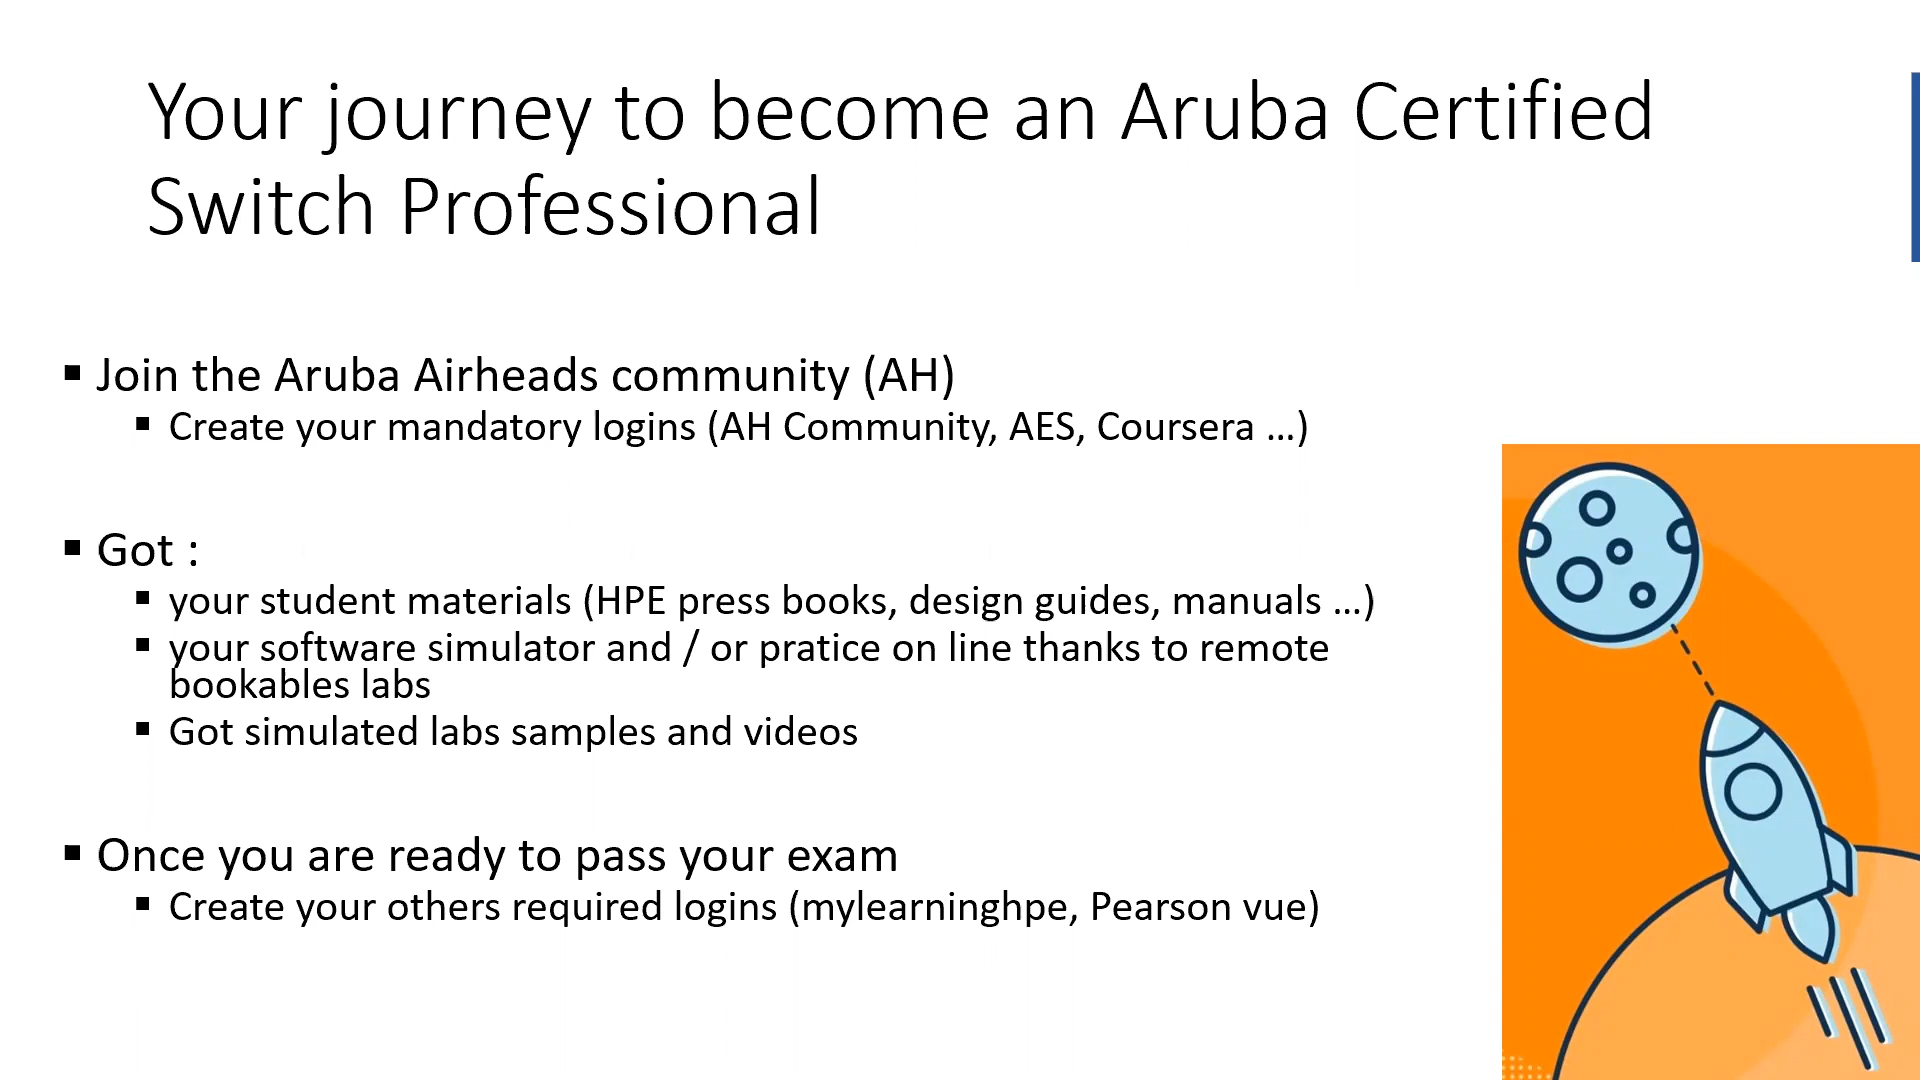 Your journey to become an Aruba Certified
Switch Professional
▪ Join the Aruba Airheads community (AH)
▪ Create your mandatory logins (AH Community, AES, Coursera ...)
▪ Got :
▪ your student materials (HPE press books, design guides, manuals ...)
▪ your software simulator and / or pratice on line thanks to remote
bookables labs
▪ Got simulated labs samples and videos
▪ Once you are ready to pass your exam
▪ Create your others required logins (mylearninghpe, Pearson vue)